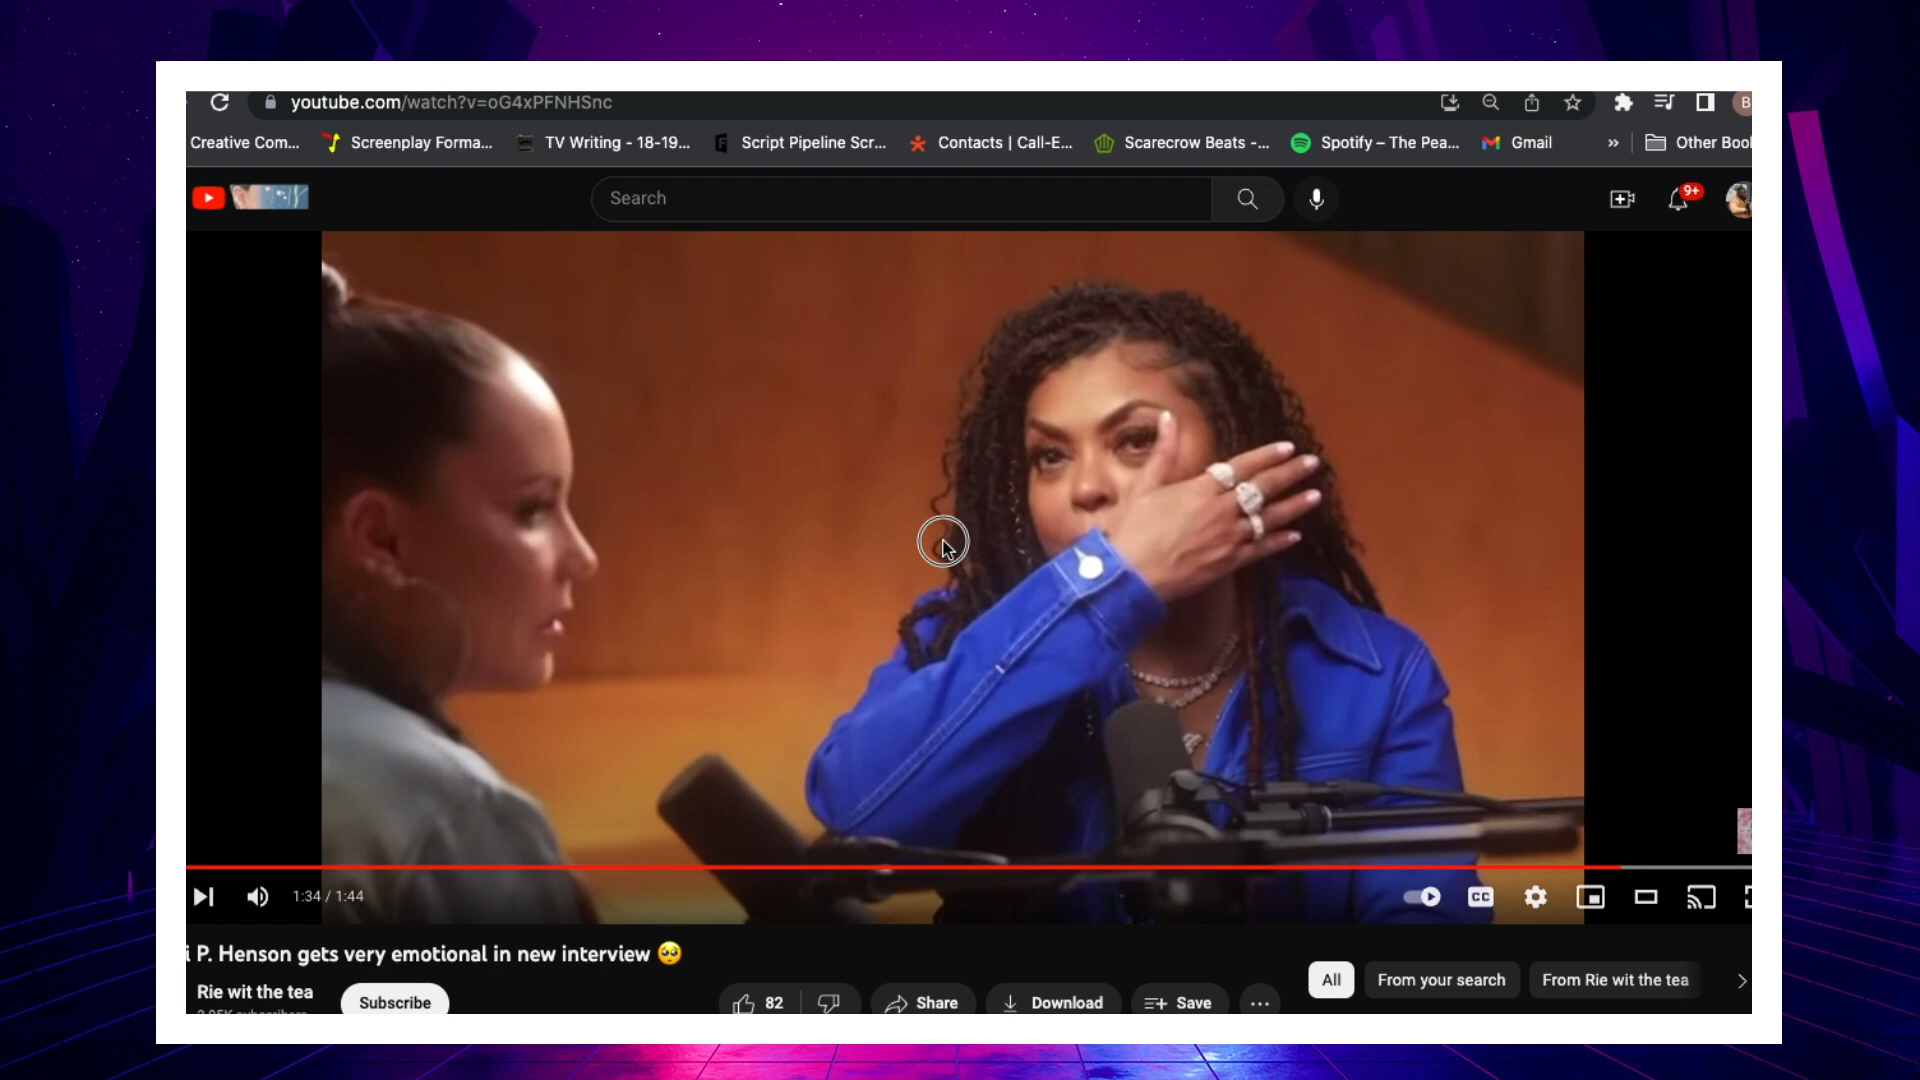 youtube.com/watch?v=oG4xPFNHSnc
B
Creative Com... Screenplay Forma... TV Writing - 18-19... Script Pipeline Scr... Contacts | Call-E... Scarecrow Beats -... Spotify – The Pea... Gmail » Other Bool
Search
9+
1:34 / 1:44
CC
i P. Henson gets very emotional in new interview 🥺
All From your search From Rie wit the tea
Rie wit the tea
Subscribe 82 Share Download Save